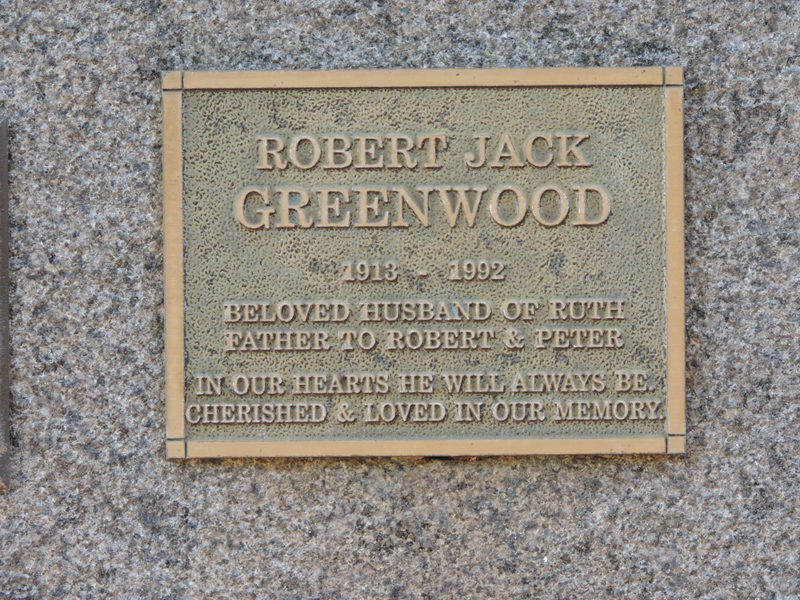 ROBERT JACK
GREENWOOD
1913 - 1992
BELOVED HUSBAND OF RUTH
FATHER TO ROBERT & PETER
IN OUR HEARTS HE WILL ALWAYS BE.
CHERISHED & LOVED IN OUR MEMORY.